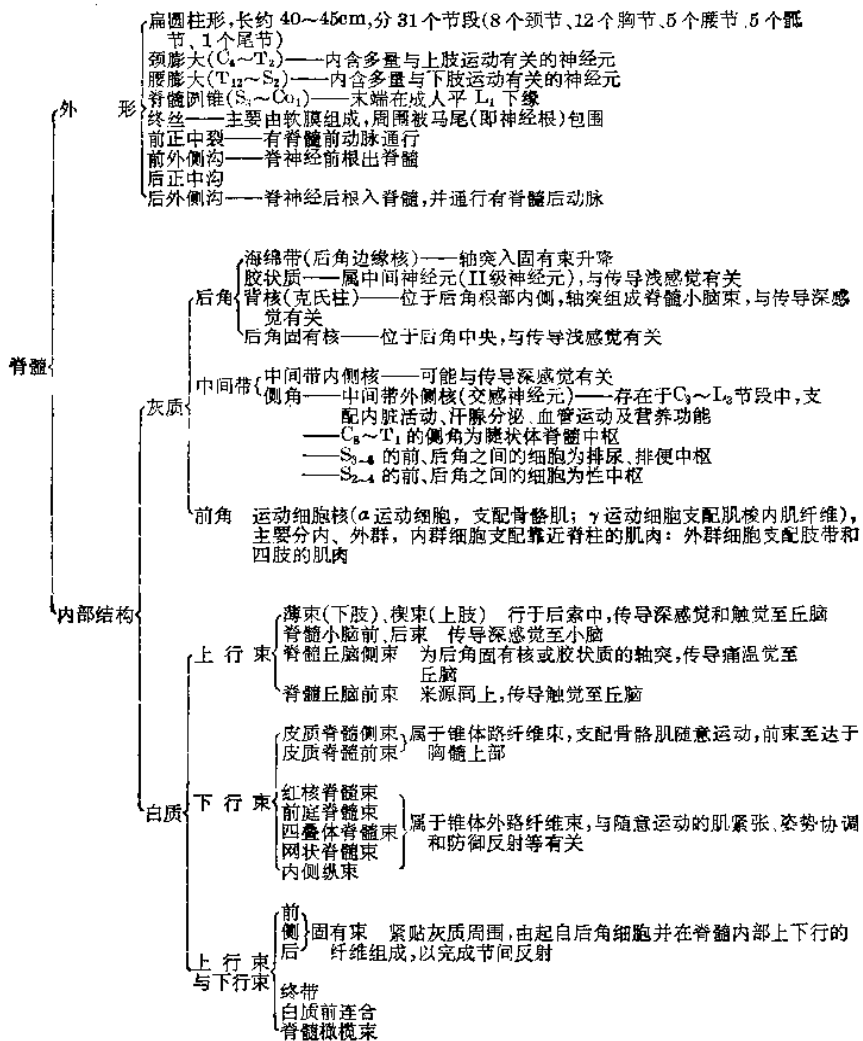 扁圆柱形,长约 40～45cm,分 31 个节段(8 个颈节、12 个胸节、5 个腰节、5 个骶
节、1 个尾节)
颈膨大(C₄～T₂)——内含多量与上肢运动有关的神经元
腰膨大(T₁₂～S₂)——内含多量与下肢运动有关的神经元
外 形
脊髓圆锥(S₃～Co₁)——末端在成人平 L₁ 下缘
终丝——主要由软膜组成,周围被马尾(即神经根)包围
前正中裂——有脊髓前动脉通行
前外侧沟——脊神经前根出脊髓
后正中沟
后外侧沟——脊神经后根入脊髓,并通行有脊髓后动脉
海绵带(后角边缘核)——轴突入固有束升降
胶状质——属中间神经元(II级神经元),与传导浅感觉有关
后角
背核(克氏柱)——位于后角根部内侧,轴突组成脊髓小脑束,与传导深感
觉有关
后角固有核——位于后角中央,与传导浅感觉有关
脊髓
中间带
中间带内侧核——可能与传导深感觉有关
灰质
侧角——中间带外侧核(交感神经元)——存在于C₈～L₂节段中,支
配内脏活动、汗腺分泌、血管运动及营养功能
——C₈～T₁ 的侧角为睫状体脊髓中枢
——S₃₋₅ 的前、后角之间的细胞为排尿、排便中枢
——S₂₋₄ 的前、后角之间的细胞为性中枢
前角 运动细胞核(α运动细胞，支配骨骼肌；γ运动细胞支配肌梭内肌纤维),
主要分内、外群，内群细胞支配靠近脊柱的肌肉：外群细胞支配肢带和
四肢的肌肉
内部结构
薄束(下肢)、楔束(上肢) 行于后索中,传导深感觉和触觉至丘脑
脊髓小脑前、后束 传导深感觉至小脑
上 行 束
脊髓丘脑侧束 为后角固有核或胶状质的轴突,传导痛温觉至
丘脑
脊髓丘脑前束 来源同上,传导触觉至丘脑
皮质脊髓侧束
皮质脊髓前束
属于锥体路纤维束,支配骨骼肌随意运动,前束至达于
胸髓上部
白质
下 行 束
红核脊髓束
前庭脊髓束
四叠体脊髓束
网状脊髓束
内侧纵束
属于锥体外路纤维束,与随意运动的肌紧张、姿势协调
和防御反射等有关
前
侧
后
固有束 紧贴灰质周围,由起自后角细胞并在脊髓内部上下行的
纤维组成,以完成节间反射
上 行 束
与下行束
终带
白质前连合
脊髓橄榄束